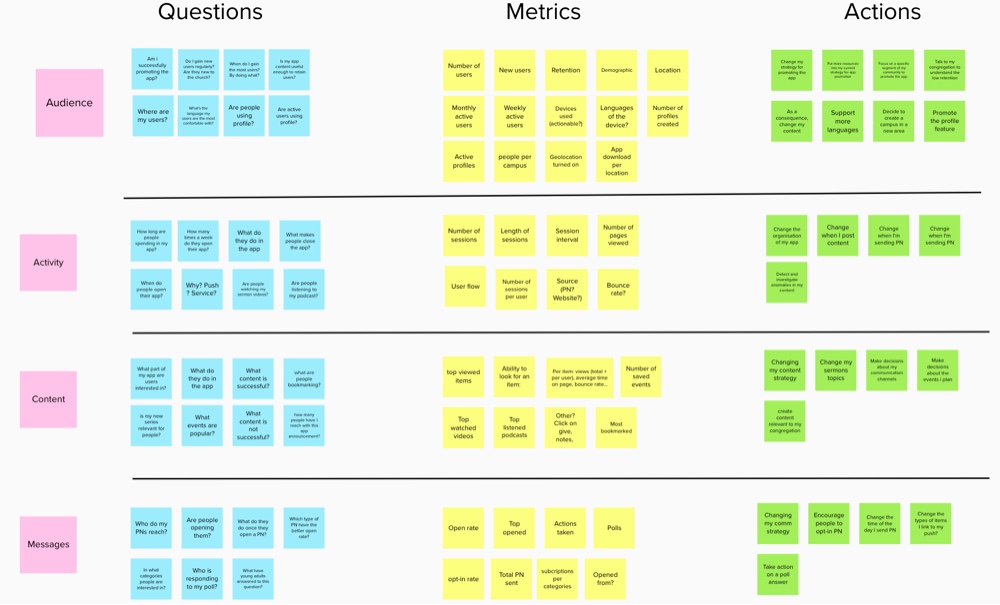 Questions
Metrics
Actions
Audience
Am I
successfully
promoting the
app?
Do I gain new
users regularly?
Are they new to
the church?
When do I gain
the most users?
By doing what?
Is my app
content useful
enough to retain
users?
Where are
my users?
What's the
language my
users are the most
comfortable with?
Are people
using
profile?
Are active
users using
profile?
Number of
users
New users
Retention
Demographic
Location
Monthly
active
users
Weekly
active
users
Devices
used
(actionable?)
Languages
of the
device?
Number of
profiles
created
Active
profiles
people per
campus
Geolocation
turned on
App
download
per
location
Change my
strategy for
promoting the
app
Put more resources
into my current
strategy for app
promotion
Focus on a specific
segment of my
community to
promote the app
Talk to my
congregation to
understand the
low retention
As a
consequence,
change my
content
Support
more
languages
Decide to
create a
campus in a
new area
Promote
the profile
feature
Activity
How long are
people
spending in my
app?
How many
times a week
do they open
their app?
What do
they do in
the app
What makes
people close
the app?
When do
people open
their app?
Why? Push
? Service?
Are people
watching my
sermon videos?
Are people
listening to
my podcast?
Number of
sessions
Length of
sessions
Session
interval
Number of
pages
viewed
User flow
Number of
sessions
per user
Source
(PN?
Website?)
Bounce
rate?
Change the
organisation
of my app
Change
when I post
content
Change
when I'm
sending PN
Change
when I'm
sending PN
Detect and
investigate
anomalies in my
content
Content
What part of
my app are
users
interested in?
What do
they do in
the app
What
content is
successful?
what are
people
bookmarking?
Is my new
series
relevant for
people?
What
events are
popular?
What
content is
not
successful?
how many
people have I
reach with the
app
announcement?
top viewed
items
Ability to
look for an
item:
Per item: views (total +
per user), average time
on page, bounce rate...
Number of
saved
events
Top
watched
videos
Top
listened
podcasts
Other?
Click on
give,
notes,
Most
bookmarked
Changing
my content
strategy
Change my
sermons
topics
Make decisions
about my
communication
channels
Make
decisions
about the
events I plan
create
content
relevant to my
congregation
Messages
Who do my
PNs reach?
Are people
opening
them?
What do they
do once they
open a PN?
Which type of
PN have the
better open
rate?
In what
categories
people are
interested in?
Who is
responding
to my poll?
What have
young adults
answered to this
question?
Open rate
Top
opened
Actions
taken
Polls
opt-in rate
Total PN
sent
subcriptions
per
categories
Opened
from?
Changing
my comm
strategy
Encourage
people to
opt-in PN
Change the
time of the
day I send PN
Change the
types of items
I link to my
push?
Take action
on a poll
answer